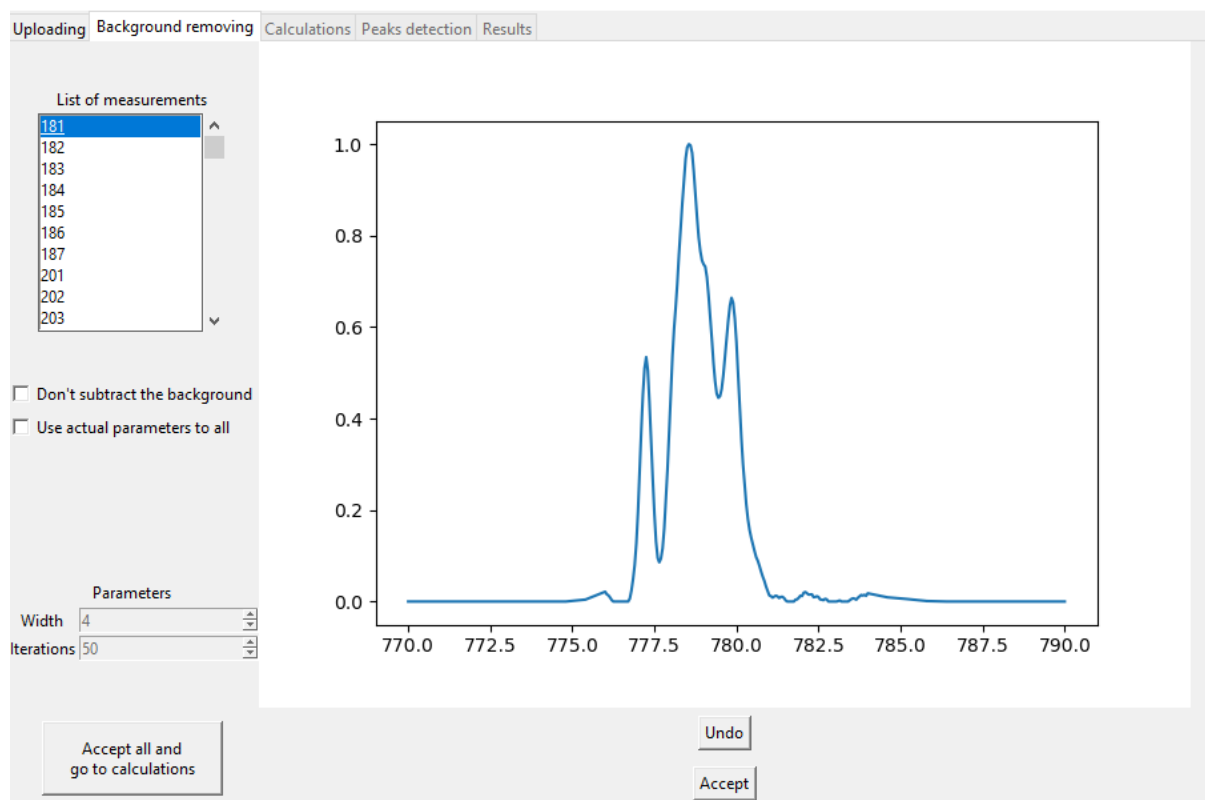 Uploading Background removing Calculations Peaks detection Results
List of measurements
181
182
183
184
185
186
187
201
202
203
Don't subtract the background
Use actual parameters to all
Parameters
Width 4
Iterations 50
Accept all and
go to calculations
1.0
0.8
0.6
0.4
0.2
0.0
770.0 772.5 775.0 777.5 780.0 782.5 785.0 787.5 790.0
Undo
Accept